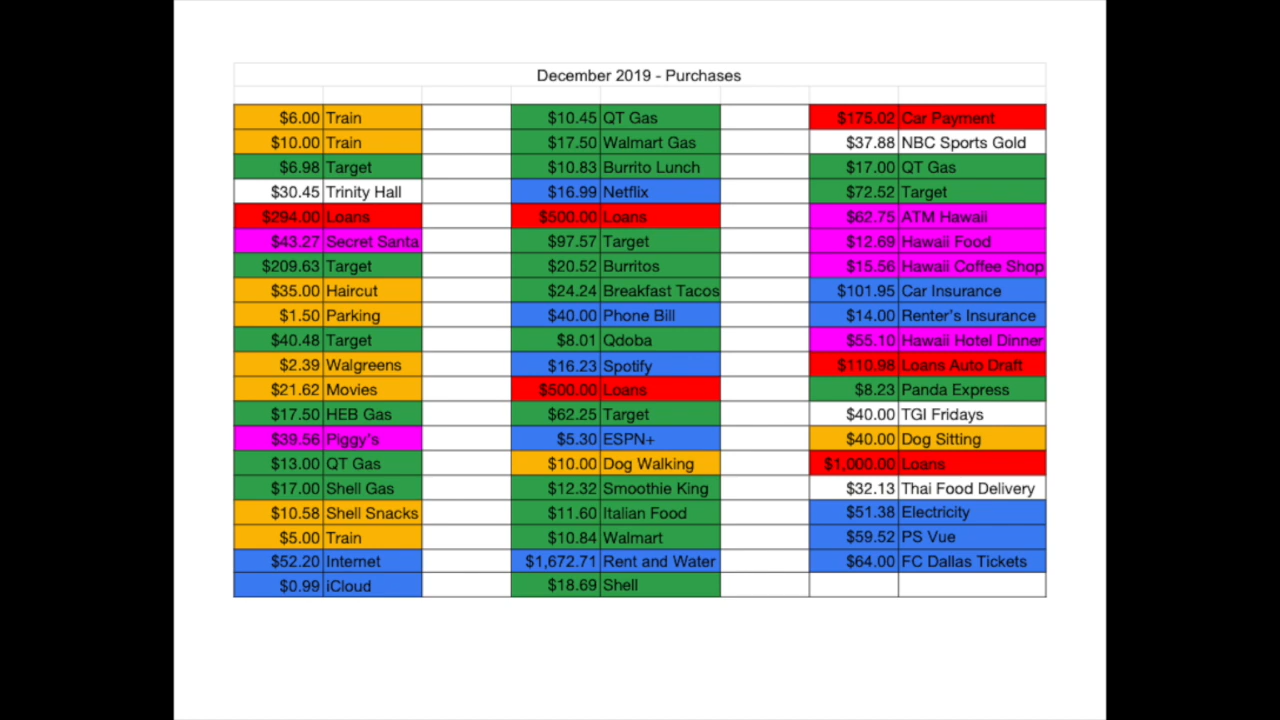 December 2019 - Purchases
$6.00 Train $10.45 QT Gas $175.02 Car Payment
$10.00 Train $17.50 Walmart Gas $37.88 NBC Sports Gold
$6.98 Target $10.83 Burrito Lunch $17.00 QT Gas
$30.45 Trinity Hall $16.99 Netflix $72.52 Target
$294.00 Loans $500.00 Loans $62.75 ATM Hawaii
$43.27 Secret Santa $97.57 Target $12.69 Hawaii Food
$209.63 Target $20.52 Burritos $15.56 Hawaii Coffee Shop
$35.00 Haircut $24.24 Breakfast Tacos $101.95 Car Insurance
$1.50 Parking $40.00 Phone Bill $14.00 Renter's Insurance
$40.48 Target $8.01 Qdoba $55.10 Hawaii Hotel Dinner
$2.39 Walgreens $16.23 Spotify $110.98 Loans Auto Draft
$21.62 Movies $500.00 Loans $8.23 Panda Express
$17.50 HEB Gas $62.25 Target $40.00 TGI Fridays
$39.56 Piggy's $5.30 ESPN+ $40.00 Dog Sitting
$13.00 QT Gas $10.00 Dog Walking $1,000.00 Loans
$17.00 Shell Gas $12.32 Smoothie King $32.13 Thai Food Delivery
$10.58 Shell Snacks $11.60 Italian Food $51.38 Electricity
$5.00 Train $10.84 Walmart $59.52 PS Vue
$52.20 Internet $1,672.71 Rent and Water $64.00 FC Dallas Tickets
$0.99 iCloud $18.69 Shell